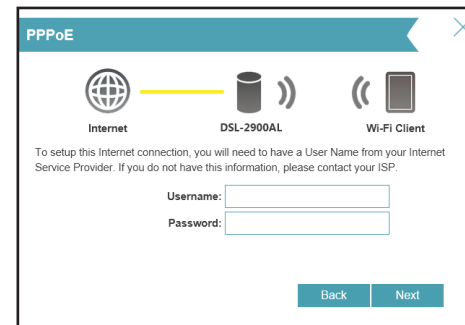 PPPoE
Internet
DSL-2900AL
Wi-Fi Client
To setup this Internet connection, you will need to have a User Name from your Internet
Service Provider. If you do not have this information, please contact your ISP.
Username:
Password:
Back
Next